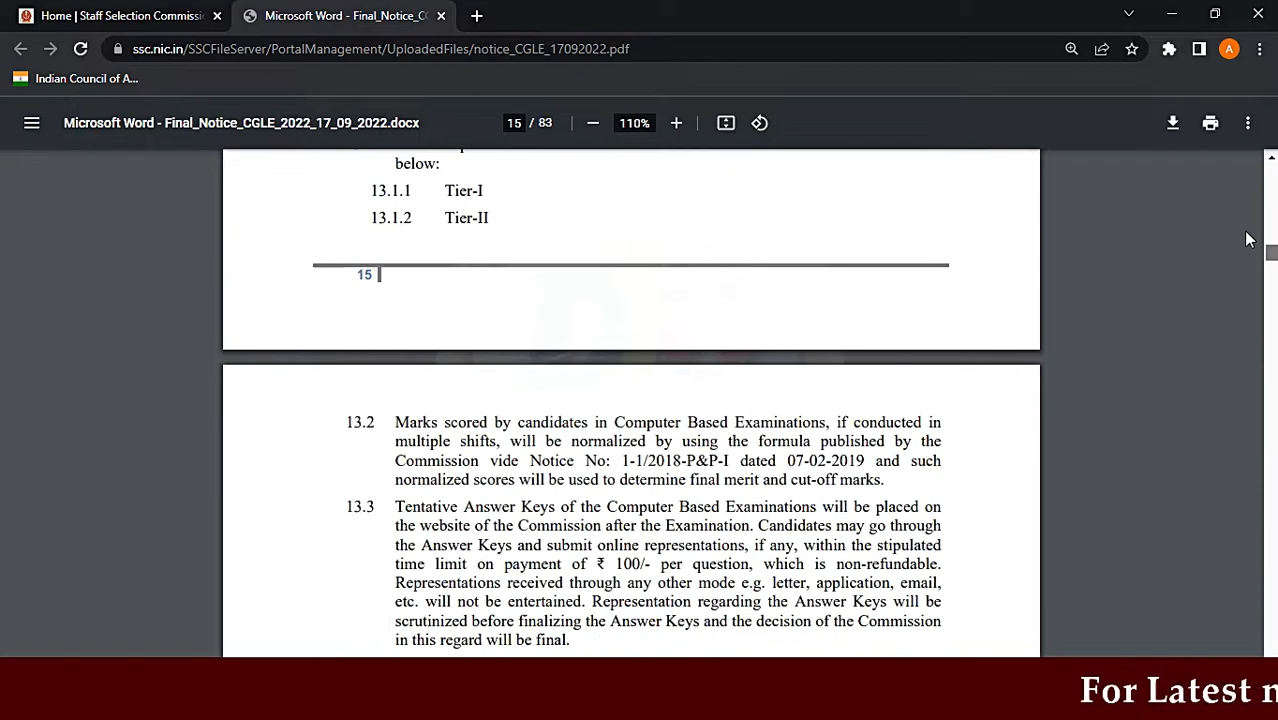 Home | Staff Selection Commissi
Microsoft Word - Final_Notice_C
ssc.nic.in/SSCFileServer/PortalManagement/UploadedFiles/notice_CGLE_17092022.pdf
A
Indian Council of A...
Microsoft Word - Final_Notice_CGLE_2022_17_09_2022.docx
15 / 83
110%
below:
13.1.1 Tier-I
13.1.2 Tier-II
15 |
13.2 Marks scored by candidates in Computer Based Examinations, if conducted in
multiple shifts, will be normalized by using the formula published by the
Commission vide Notice No: 1-1/2018-P&P-I dated 07-02-2019 and such
normalized scores will be used to determine final merit and cut-off marks.
13.3 Tentative Answer Keys of the Computer Based Examinations will be placed on
the website of the Commission after the Examination. Candidates may go through
the Answer Keys and submit online representations, if any, within the stipulated
time limit on payment of ₹ 100/- per question, which is non-refundable.
Representations received through any other mode e.g. letter, application, email,
etc. will not be entertained. Representation regarding the Answer Keys will be
scrutinized before finalizing the Answer Keys and the decision of the Commission
in this regard will be final.
For Latest